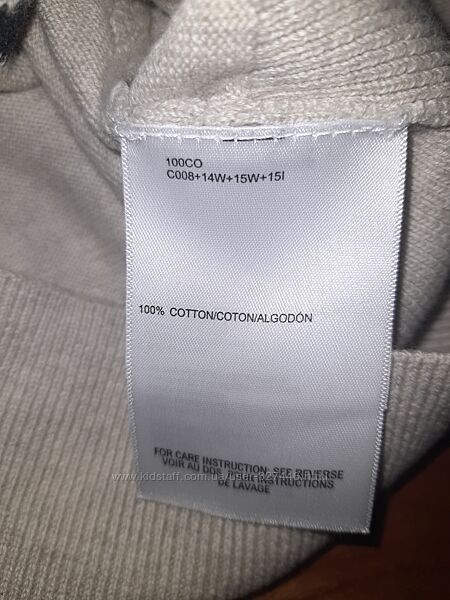 100CO
C008+14W+15W+15I
100% COTTON/COTON/ALGODÓN
FOR CARE INSTRUCTION: SEE REVERSE
VOIR AU DOS POUR INSTRUCTIONS
DE LAVAGE